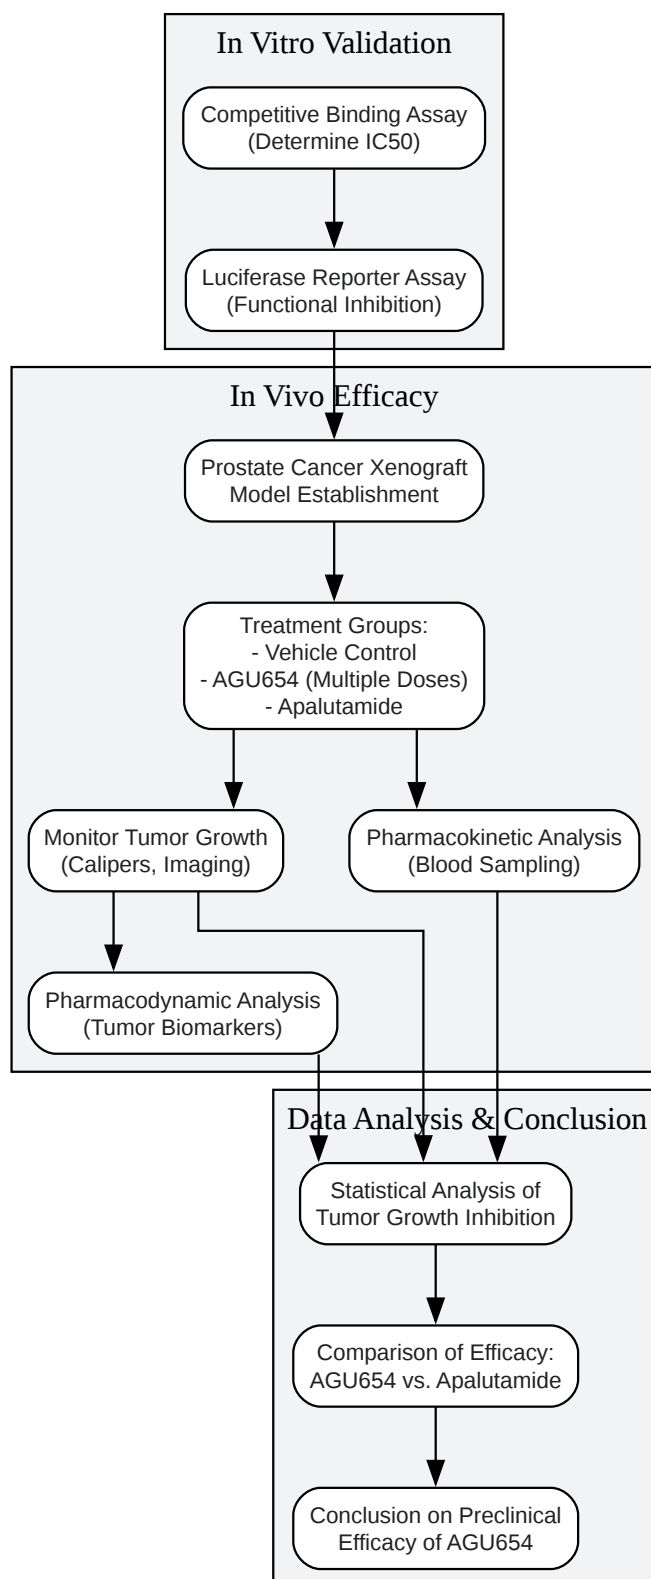 In Vitro Validation
Competitive Binding Assay
(Determine IC50)
Luciferase Reporter Assay
(Functional Inhibition)
In Vivo Efficacy
Prostate Cancer Xenograft
Model Establishment
Treatment Groups:
- Vehicle Control
- AGU654 (Multiple Doses)
- Apalutamide
Monitor Tumor Growth
(Calipers, Imaging)
Pharmacokinetic Analysis
(Blood Sampling)
Pharmacodynamic Analysis
(Tumor Biomarkers)
Data Analysis & Conclusion
Statistical Analysis of
Tumor Growth Inhibition
Comparison of Efficacy:
AGU654 vs. Apalutamide
Conclusion on Preclinical
Efficacy of AGU654